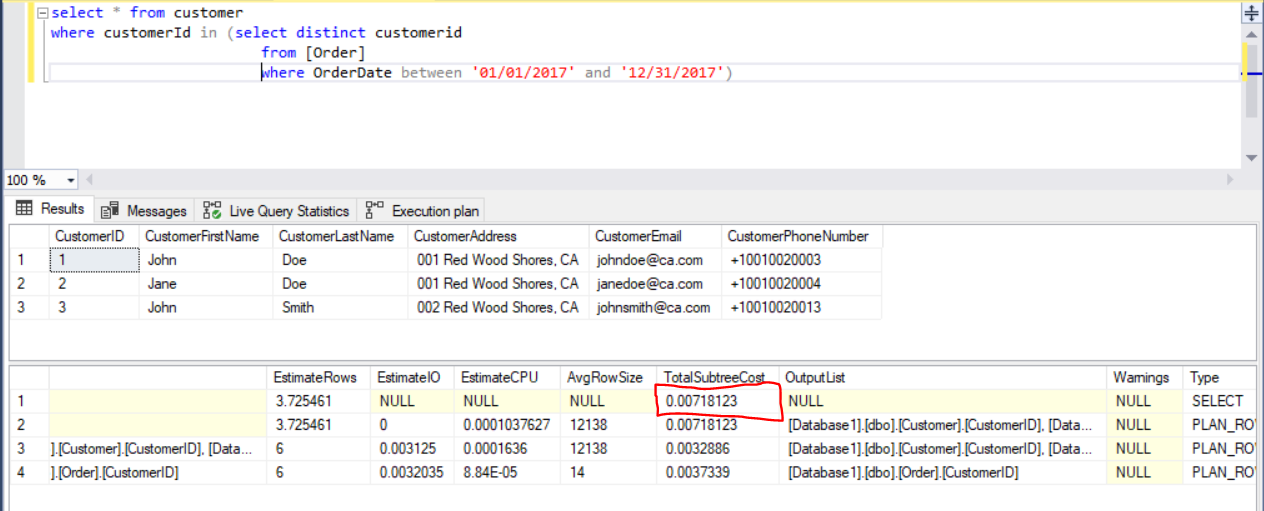 select * from customer
where customerId in (select distinct customerid
from [Order]
where OrderDate between '01/01/2017' and '12/31/2017')
100 %
Results Messages Live Query Statistics Execution plan
CustomerID CustomerFirstName CustomerLastName CustomerAddress CustomerEmail CustomerPhoneNumber
1 1 John Doe 001 Red Wood Shores, CA johndoe@ca.com +10010020003
2 2 Jane Doe 001 Red Wood Shores, CA janedoe@ca.com +10010020004
3 3 John Smith 002 Red Wood Shores, CA johnsmith@ca.com +10010020013
EstimateRows EstimateIO EstimateCPU AvgRowSize TotalSubtreeCost OutputList Warnings Type
1 3.725461 NULL NULL NULL 0.00718123 NULL NULL SELECT
2 3.725461 0 0.0001037627 12138 0.00718123 [Database1].[dbo].[Customer].[CustomerID], [Data... NULL PLAN_RO
3 ].[Customer].[CustomerID], [Data... 6 0.003125 0.0001636 12138 0.0032886 [Database1].[dbo].[Customer].[CustomerID], [Data... NULL PLAN_RO
4 ].[Order].[CustomerID] 6 0.0032035 8.84E-05 14 0.0037339 [Database1].[dbo].[Order].[CustomerID] NULL PLAN_RO